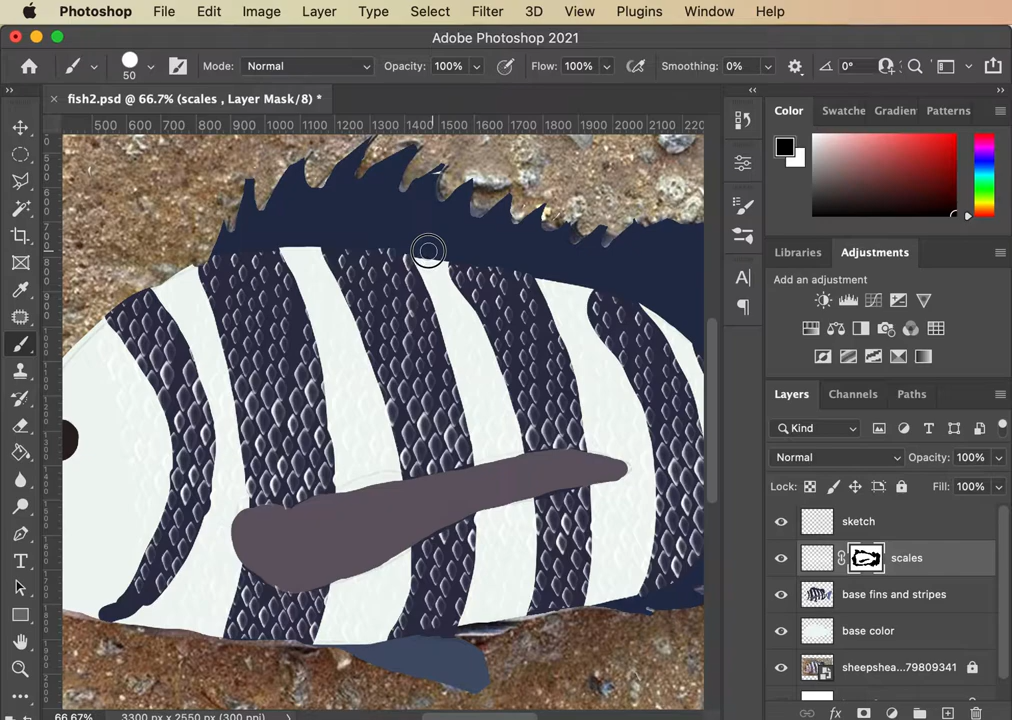 Photoshop File Edit Image Layer Type Select Filter 3D View Plugins Window Help
Adobe Photoshop 2021
50 Mode: Normal Opacity: 100% Flow: 100% Smoothing: 0% 0°
fish2.psd @ 66.7% (scales , Layer Mask/8) *
500 600 700 800 900 1000 1100 1200 1300 1400 1500 1600 1700 1800 1900 2000 2100 220
Color Swatche Gradien Patterns
Libraries Adjustments
Add an adjustment
Layers Channels Paths
Kind
Normal Opacity: 100%
Lock: Fill: 100%
sketch
scales
base fins and stripes
base color
sheepshea...79809341
66.67% 3300 px x 2550 px (300 ppi)